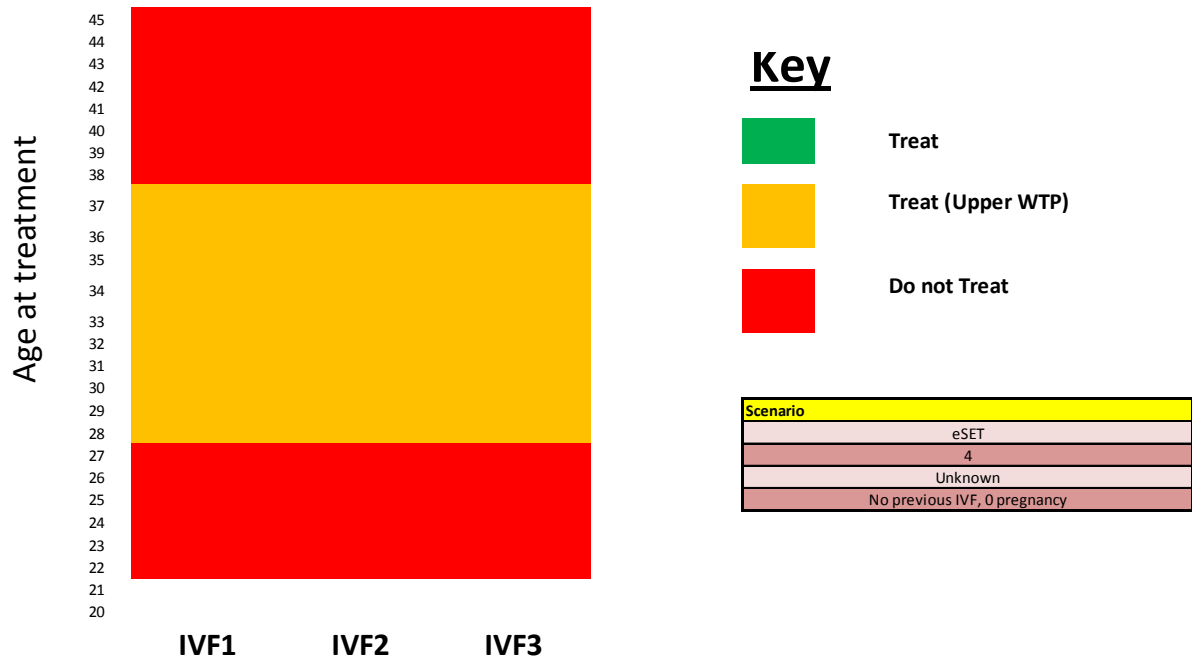 Age at treatment
45
44
43
42
41
40
39
38
37
36
35
34
33
32
31
30
29
28
27
26
25
24
23
22
21
20
IVF1 IVF2 IVF3
Key
Treat
Treat (Upper WTP)
Do not Treat
Scenario
eSET
4
Unknown
No previous IVF, 0 pregnancy